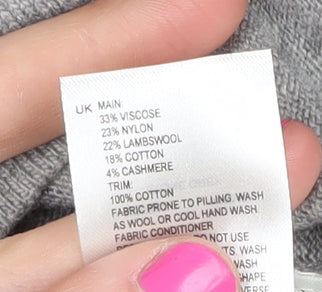 UK MAIN:
33% VISCOSE
23% NYLON
22% LAMBSWOOL
18% COTTON
4% CASHMERE
TRIM:
100% COTTON
FABRIC PRONE TO PILLING. WASH
AS WOOL OR COOL HAND WASH
FABRIC CONDITIONER
DO NOT USE
WASH
SHAPE